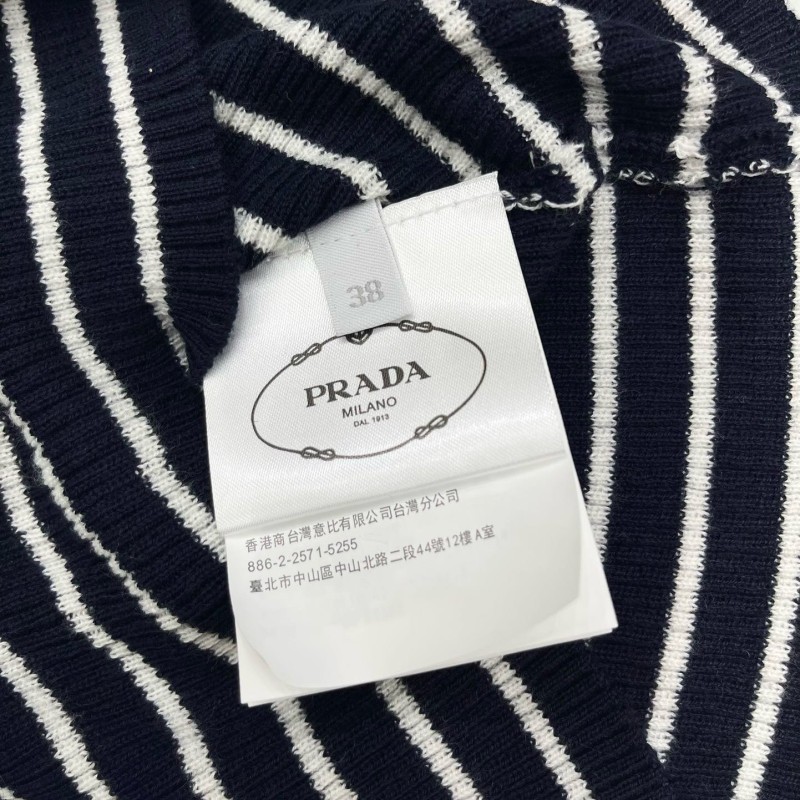 38
PRADA
MILANO
DAL 1913
香港商台灣意比有限公司台灣分公司
886-2-2571-5255
臺北市中山區中山北路二段44號12樓A室